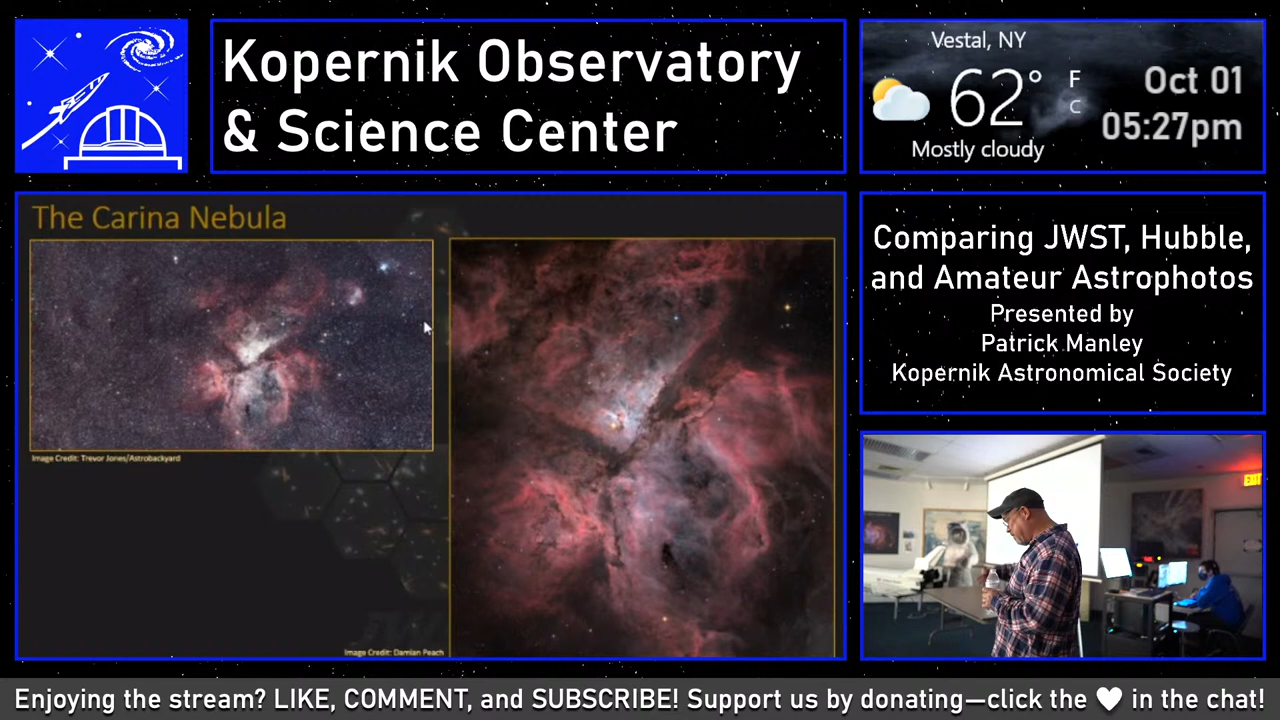 Kopernik Observatory
& Science Center
Vestal, NY
62° F
C
Mostly cloudy
Oct 01
05:27pm
The Carina Nebula
Image Credit: Trevor Jones/Astrobackyard
Image Credit: Damian Peach
Comparing JWST, Hubble,
and Amateur Astrophotos
Presented by
Patrick Manley
Kopernik Astronomical Society
Enjoying the stream? LIKE, COMMENT, and SUBSCRIBE! Support us by donating—click the ♥ in the chat!